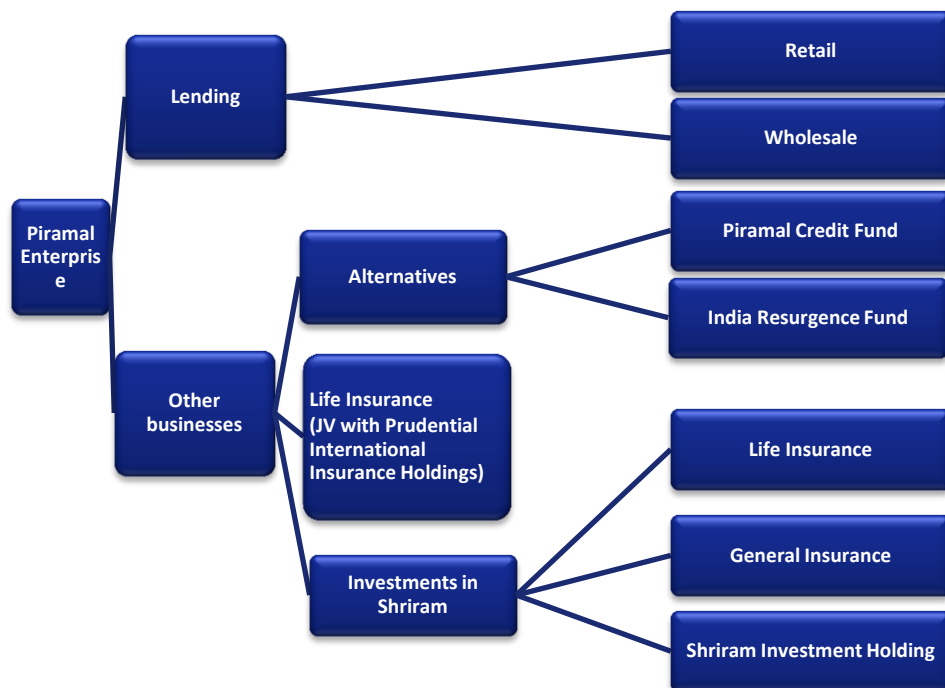 Piramal
Enterpris
e
Lending
Other
businesses
Alternatives
Life Insurance
(JV with Prudential
International
Insurance Holdings)
Investments in
Shriram
Retail
Wholesale
Piramal Credit Fund
India Resurgence Fund
Life Insurance
General Insurance
Shriram Investment Holding